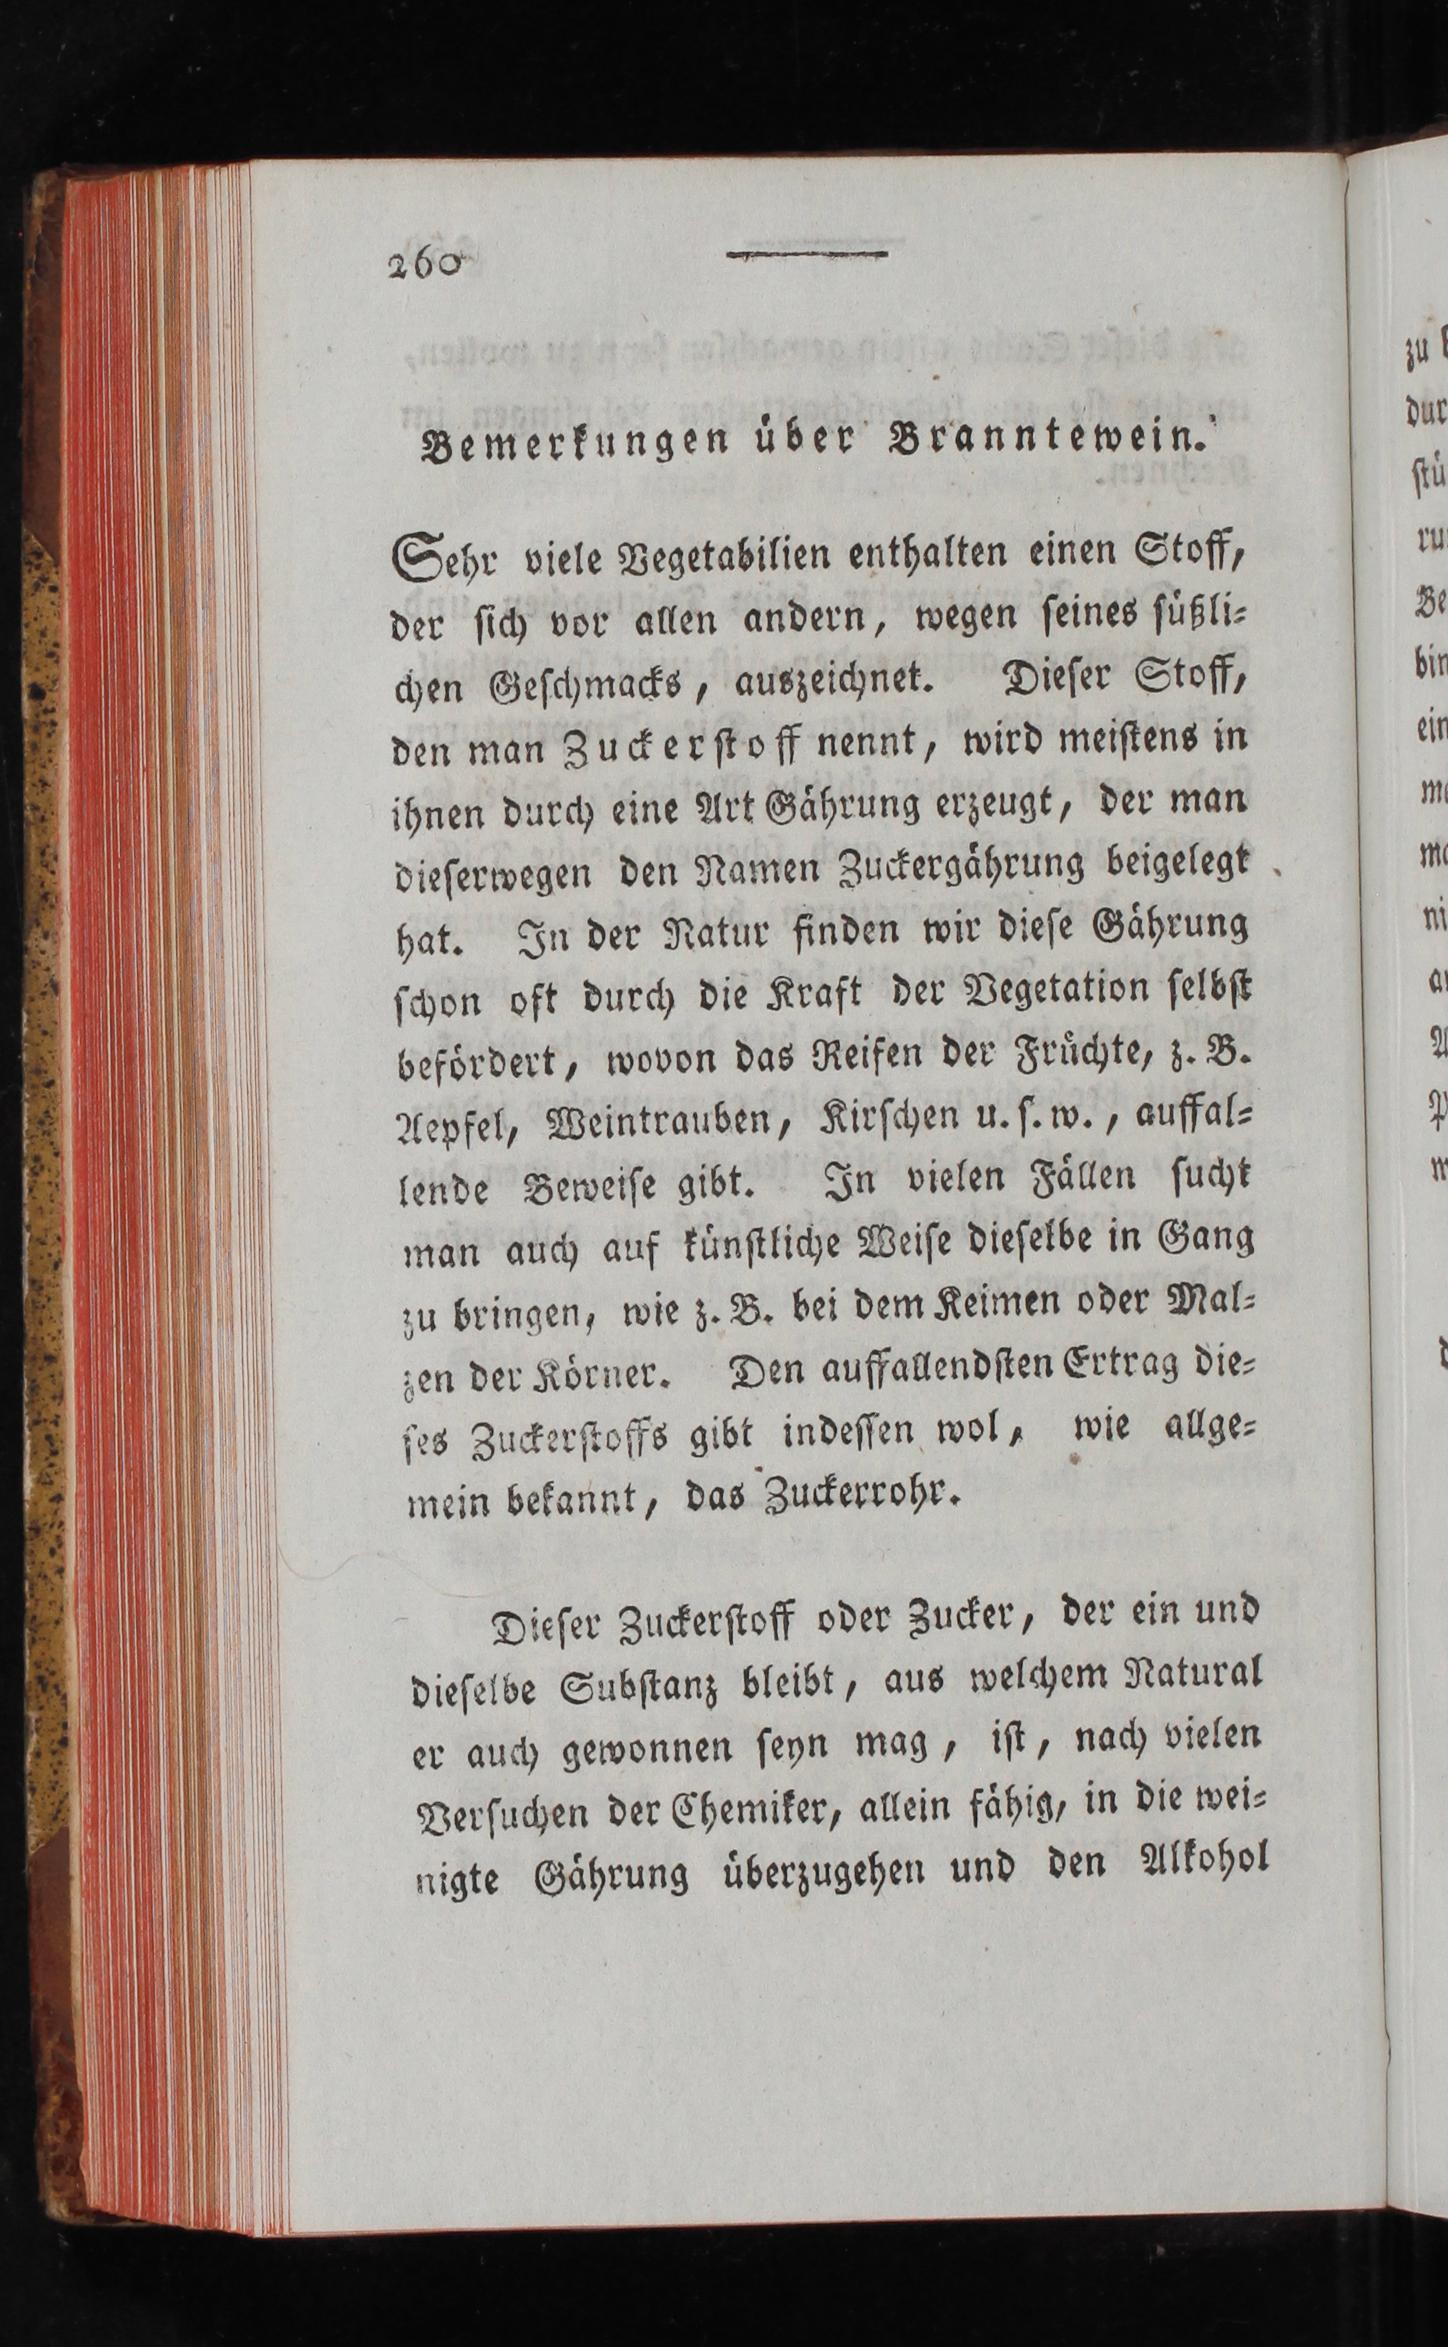 260
Bemerkungen über Branntewein.
Sehr viele Vegetabilien enthalten einen Stoff,
der ſich vor allen andern, wegen ſeines ſüßli=
chen Geſchmacks, auszeichnet. Dieſer Stoff,
den man Zuckerſtoff nennt, wird meiſtens in
ihnen durch eine Art Gährung erzeugt, der man
dieſerwegen den Namen Zuckergährung beigelegt
hat. In der Natur finden wir dieſe Gährung
ſchon oft durch die Kraft der Vegetation ſelbſt
befördert, wovon das Reifen der Früchte, z. B.
Aepfel, Weintrauben, Kirſchen u. ſ. w., auffal=
lende Beweiſe gibt. In vielen Fällen ſucht
man auch auf künſtliche Weiſe dieſelbe in Gang
zu bringen, wie z. B. bei dem Keimen oder Mal=
zen der Körner. Den auffallendſten Ertrag die=
ſes Zuckerſtoffs gibt indeſſen wol, wie allge=
mein bekannt, das Zuckerrohr.
Dieſer Zuckerſtoff oder Zucker, der ein und
dieſelbe Subſtanz bleibt, aus welchem Natural
er auch gewonnen ſeyn mag, iſt, nach vielen
Verſuchen der Chemiker, allein fähig, in die wei=
nigte Gährung überzugehen und den Alkohol